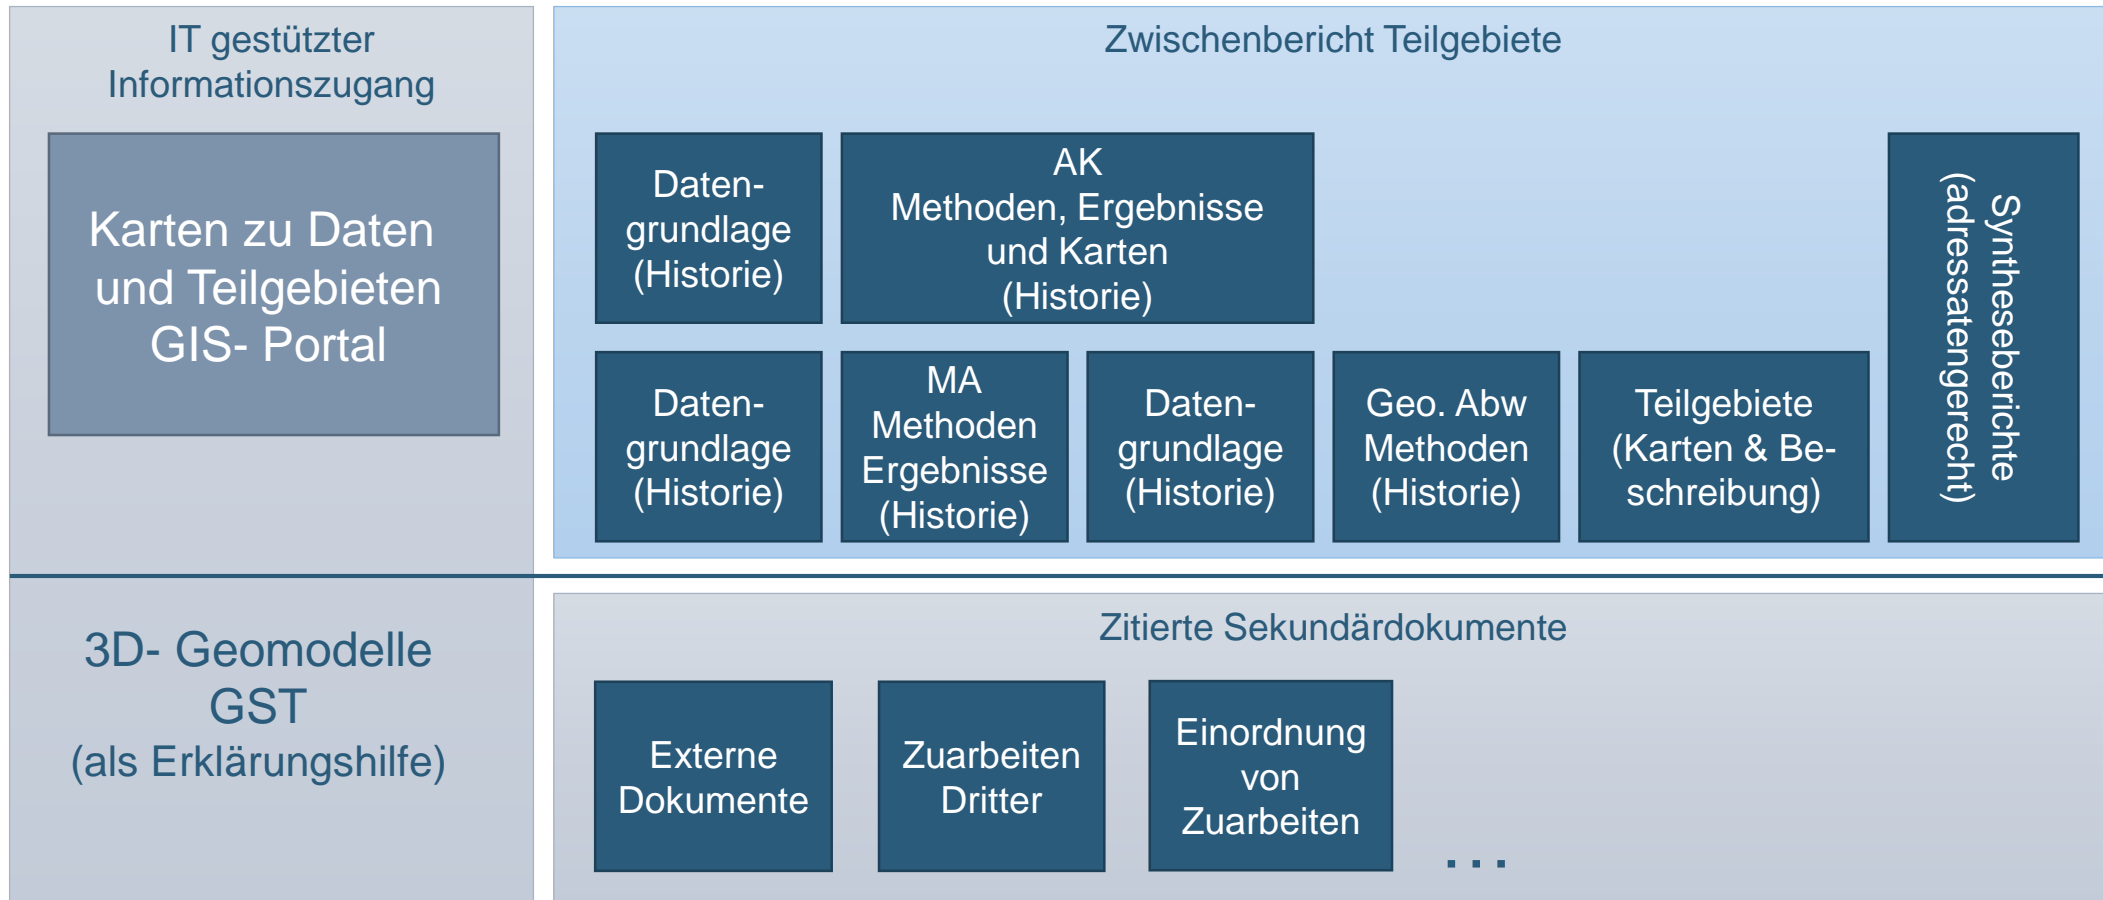 IT gestützter
Informationszugang
Karten zu Daten
und Teilgebieten
GIS- Portal
3D- Geomodelle
GST
(als Erklärungshilfe)
Zwischenbericht Teilgebiete
Daten-
grundlage
(Historie)
AK
Methoden, Ergebnisse
und Karten
(Historie)
Daten-
grundlage
(Historie)
MA
Methoden
Ergebnisse
(Historie)
Daten-
grundlage
(Historie)
Geo. Abw
Methoden
(Historie)
Teilgebiete
(Karten & Be-
schreibung)
Syntheseberichte
(adressatengerecht)
Zitierte Sekundärdokumente
Externe
Dokumente
Zuarbeiten
Dritter
Einordnung
von
Zuarbeiten
...